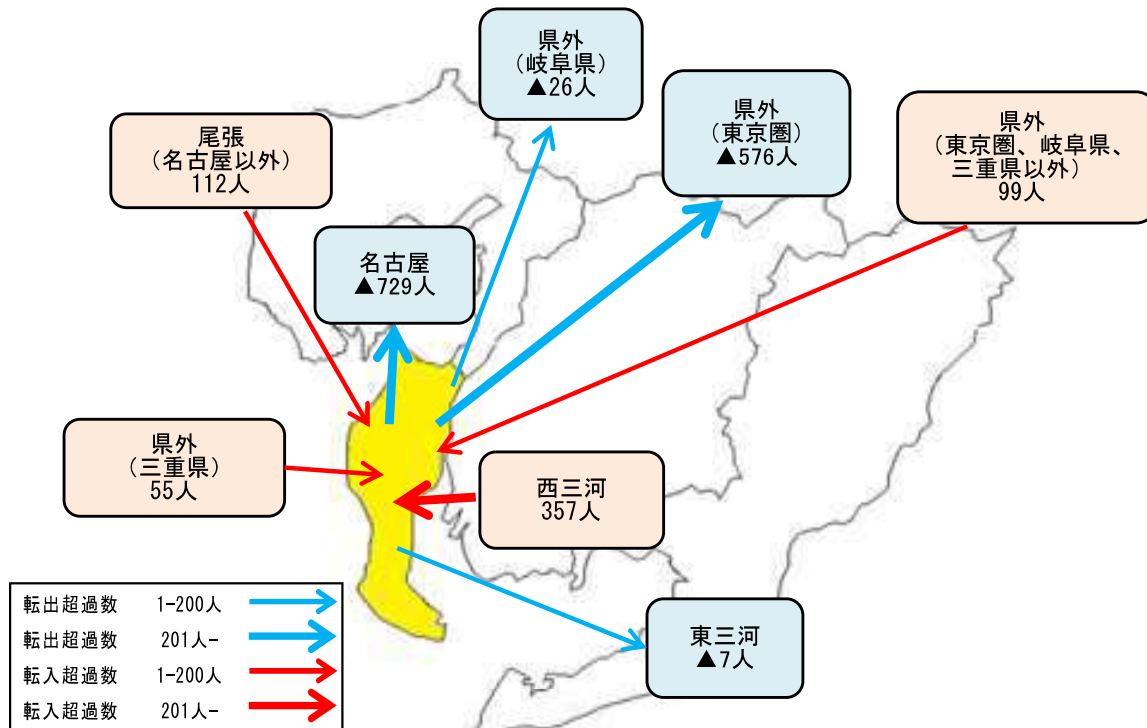 県外
(岐阜県)
▲26人
県外
(東京圏)
▲576人
県外
(東京圏、岐阜県、
三重県以外)
99人
尾張
(名古屋以外)
112人
名古屋
▲729人
県外
(三重県)
55人
西三河
357人
東三河
▲7人
転出超過数 1-200人
転出超過数 201人-
転入超過数 1-200人
転入超過数 201人-